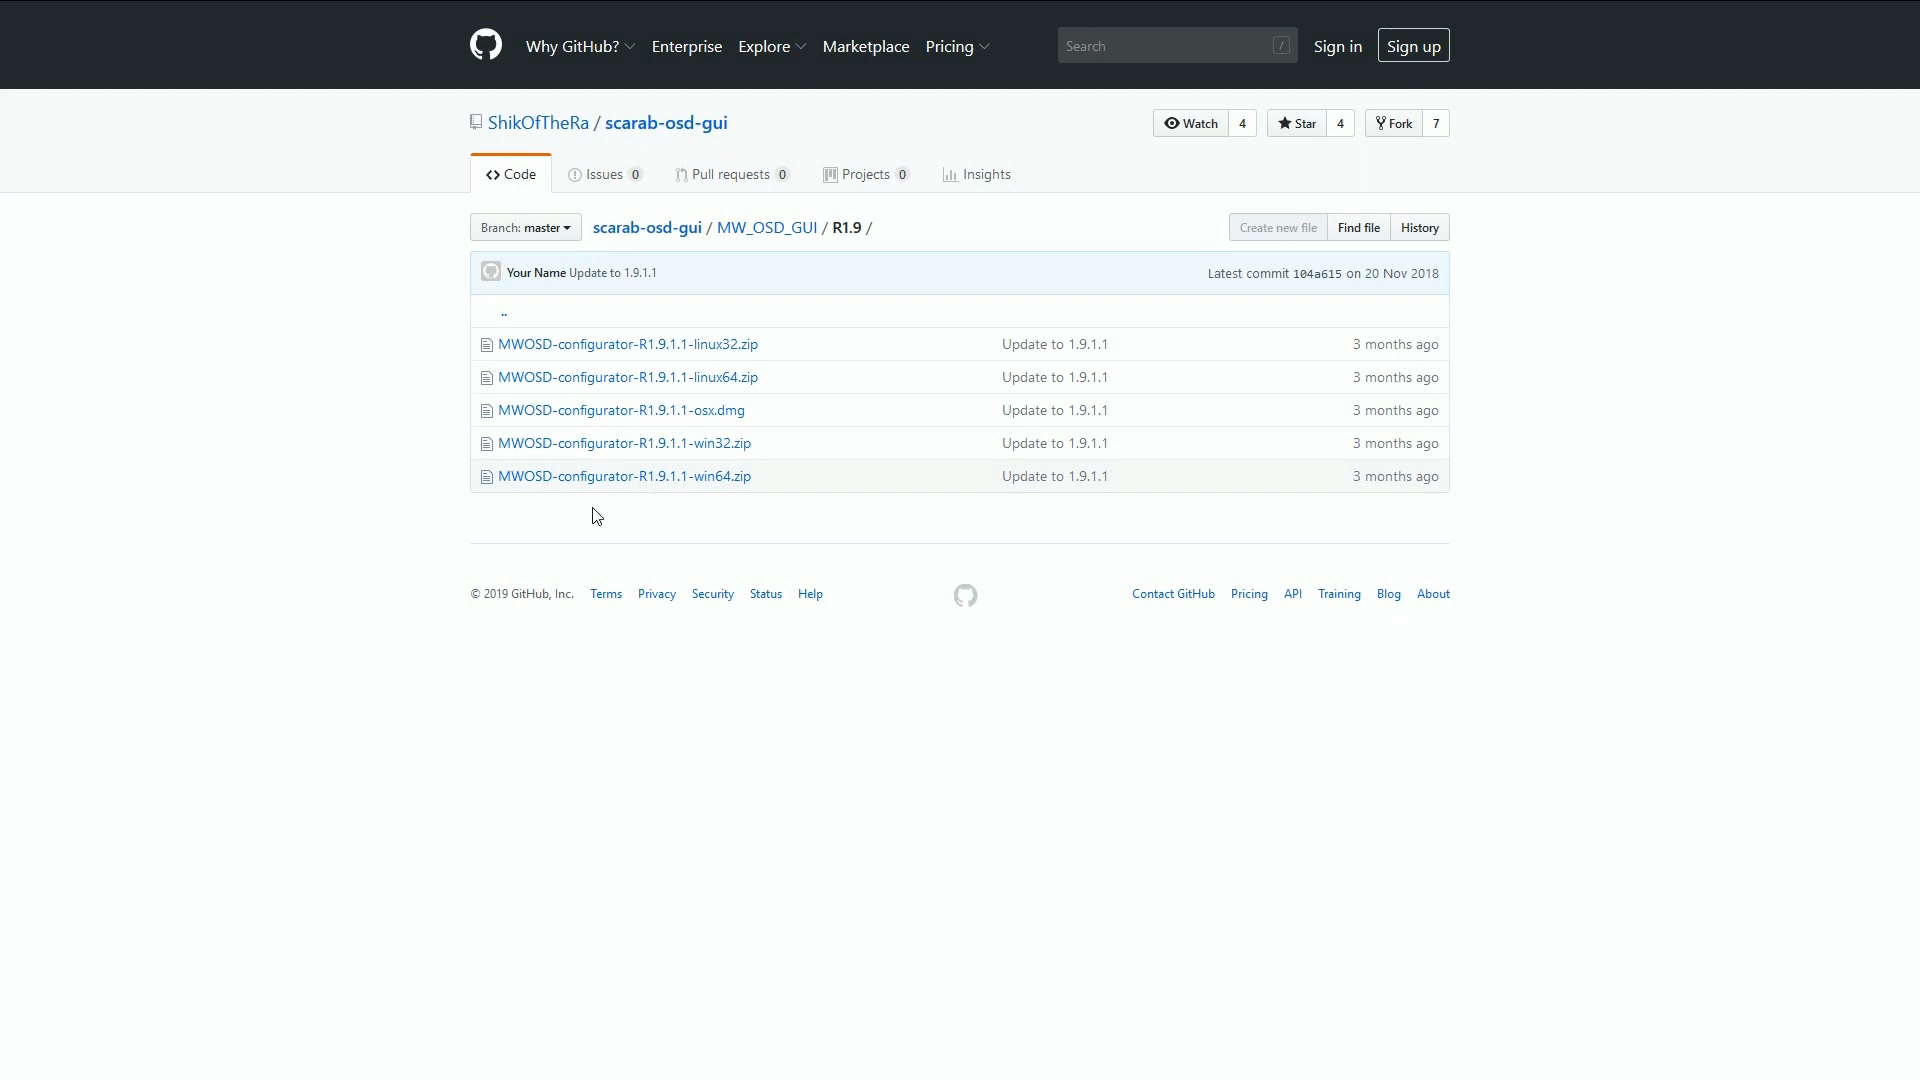 Why GitHub? Enterprise Explore Marketplace Pricing Search / Sign in Sign up
ShikOfTheRa / scarab-osd-gui Watch 4 Star 4 Fork 7
Code Issues 0 Pull requests 0 Projects 0 Insights
Branch: master scarab-osd-gui / MW_OSD_GUI / R1.9 / Create new file Find file History
Your Name Update to 1.9.1.1 Latest commit 104a615 on 20 Nov 2018
..
MWOSD-configurator-R1.9.1.1-linux32.zip Update to 1.9.1.1 3 months ago
MWOSD-configurator-R1.9.1.1-linux64.zip Update to 1.9.1.1 3 months ago
MWOSD-configurator-R1.9.1.1-osx.dmg Update to 1.9.1.1 3 months ago
MWOSD-configurator-R1.9.1.1-win32.zip Update to 1.9.1.1 3 months ago
MWOSD-configurator-R1.9.1.1-win64.zip Update to 1.9.1.1 3 months ago
© 2019 GitHub, Inc. Terms Privacy Security Status Help Contact GitHub Pricing API Training Blog About